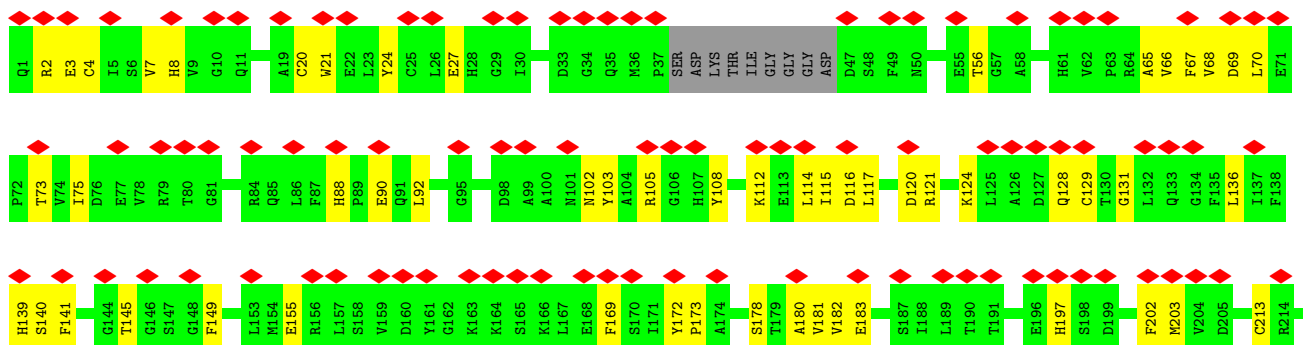 Q1 R2 E3 C4 I5 S6 V7 H8 V9 G10 Q11 A19 C20 W21 E22 L23 Y24 C25 L26 E27 H28 G29 I30 D33 G34 Q35 M36 P37 SER ASP LYS THR ILE GLY GLY GLY ASP D47 S48 F49 N50 E55 T56 G57 A58 H61 V62 P63 R64 A65 V66 F67 V68 D69 L70 E71
P72 T73 V74 I75 D76 E77 V78 R79 T80 G81 R84 Q85 L86 F87 H88 P89 E90 Q91 L92 G95 D98 A99 A100 N101 N102 Y103 A104 R105 G106 H107 Y108 K112 E113 L114 I115 D116 L117 D120 R121 K124 L125 A126 D127 Q128 C129 T130 G131 L132 Q133 G134 F135 L136 I137 F138
H139 S140 F141 G144 T145 G146 S147 G148 F149 L153 M154 E155 R156 L157 S158 V159 D160 Y161 G162 K163 K164 S165 K166 L167 E168 F169 S170 I171 Y172 P173 A174 S178 T179 A180 V181 V182 E183 S187 I188 L189 T190 T191 E196 H197 S198 D199 F202 M203 V204 D205 C213 R214